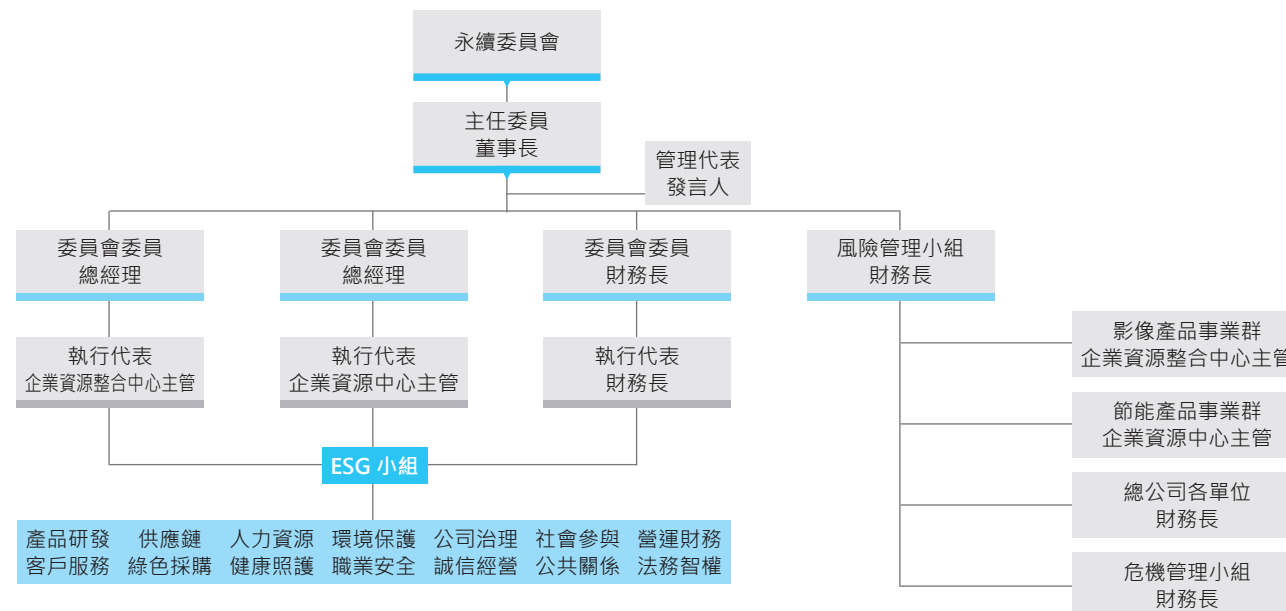 永續委員會
主任委員
董事長
管理代表
發言人
委員會委員
總經理
委員會委員
總經理
委員會委員
財務長
風險管理小組
財務長
執行代表
企業資源整合中心主管
執行代表
企業資源中心主管
執行代表
財務長
影像產品事業群
企業資源整合中心主管
節能產品事業群
企業資源中心主管
總公司各單位
財務長
危機管理小組
財務長
ESG 小組
產品研發 供應鏈 人力資源 環境保護 公司治理 社會參與 營運財務
客戶服務 綠色採購 健康照護 職業安全 誠信經營 公共關係 法務智權